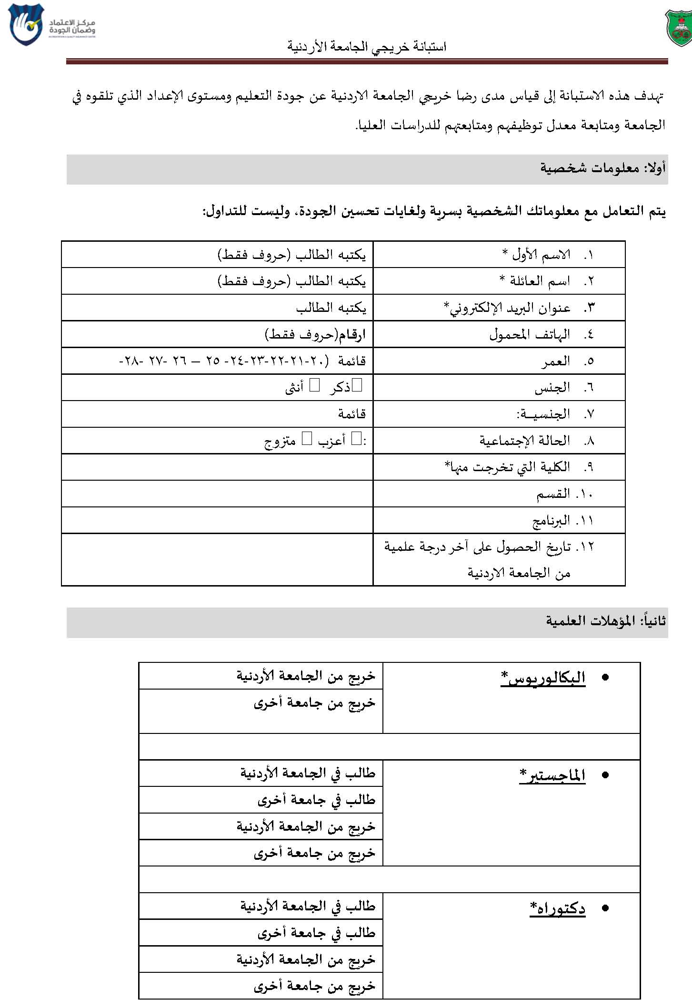 مركز الاعتماد
وضمان الجودة
ACCREDITATION & QUALITY ASSURANCE CENTER
استبانة خريجي الجامعة الأردنية
تهدف هذه الاستبانة إلى قياس مدى رضا خريجي الجامعة الاردنية عن جودة التعليم ومستوى الإعداد الذي تلقوه في
الجامعة ومتابعة معدل توظيفهم ومتابعتهم للدراسات العليا.
أولا: معلومات شخصية
يتم التعامل مع معلوماتك الشخصية بسرية ولغايات تحسين الجودة، وليست للتداول:
١. الاسم الأول * يكتبه الطالب (حروف فقط)
٢. اسم العائلة * يكتبه الطالب (حروف فقط)
٣. عنوان البريد الإلكتروني* يكتبه الطالب
٤. الهاتف المحمول ارقام(حروف فقط)
٥. العمر قائمة (٢٠-٢١-٢٢-٢٣-٢٤- ٢٥ – ٢٦ -٢٧ -٢٨-
٦. الجنس □ذكر □ أنثى
٧. الجنسيـة: قائمة
٨. الحالة الإجتماعية :□ أعزب □ متزوج
٩. الكلية التي تخرجت منها*
١٠. القسم
١١. البرنامج
١٢. تاريخ الحصول على آخر درجة علمية
من الجامعة الاردنية
ثانياً: المؤهلات العلمية
• البكالوريوس* خريج من الجامعة الأردنية
خريج من جامعة أخرى
• الماجستير* طالب في الجامعة الأردنية
طالب في جامعة أخرى
خريج من الجامعة الأردنية
خريج من جامعة أخرى
• دكتوراه* طالب في الجامعة الأردنية
طالب في جامعة أخرى
خريج من الجامعة الأردنية
خريج من جامعة أخرى